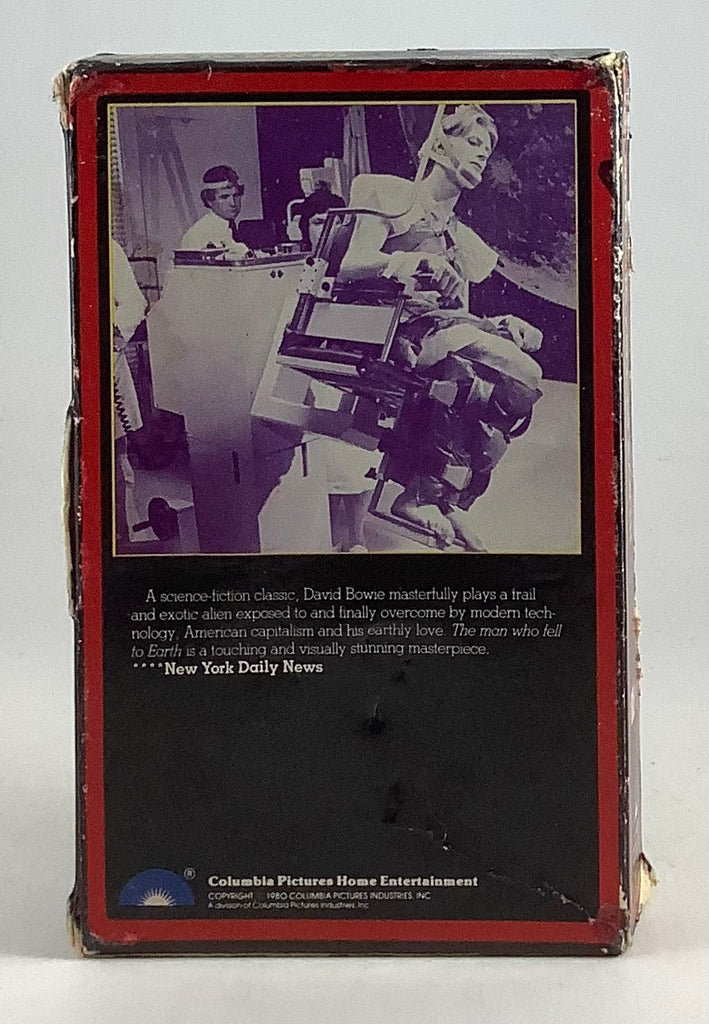 A science-fiction classic, David Bowie masterfully plays a frail
and exotic alien exposed to and finally overcome by modern tech-
nology, American capitalism and his earthly love. The man who fell
to Earth is a touching and visually stunning masterpiece.
****New York Daily News
®
Columbia Pictures Home Entertainment
COPYRIGHT © 1980 COLUMBIA PICTURES INDUSTRIES, INC
A division of Columbia Pictures Industries, Inc